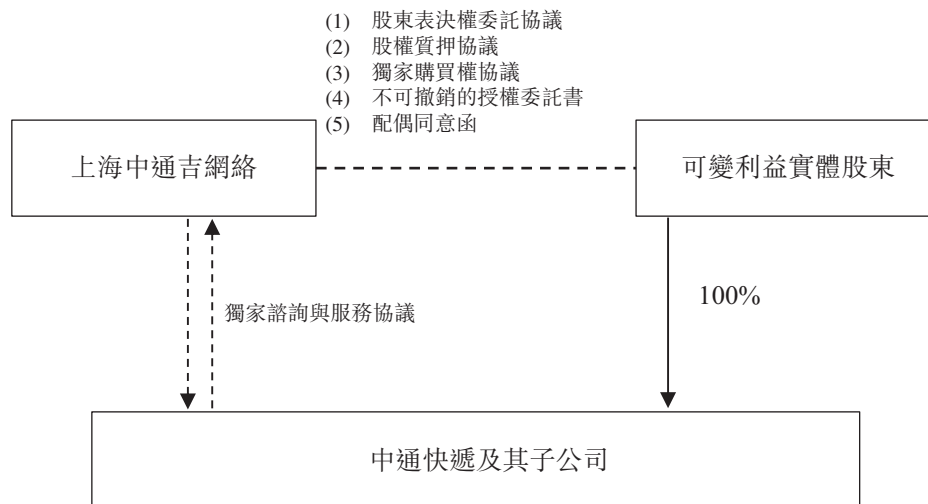 (1) 股東表決權委託協議
(2) 股權質押協議
(3) 獨家購買權協議
(4) 不可撤銷的授權委託書
(5) 配偶同意函
上海中通吉網絡
可變利益實體股東
獨家諮詢與服務協議
100%
中通快遞及其子公司